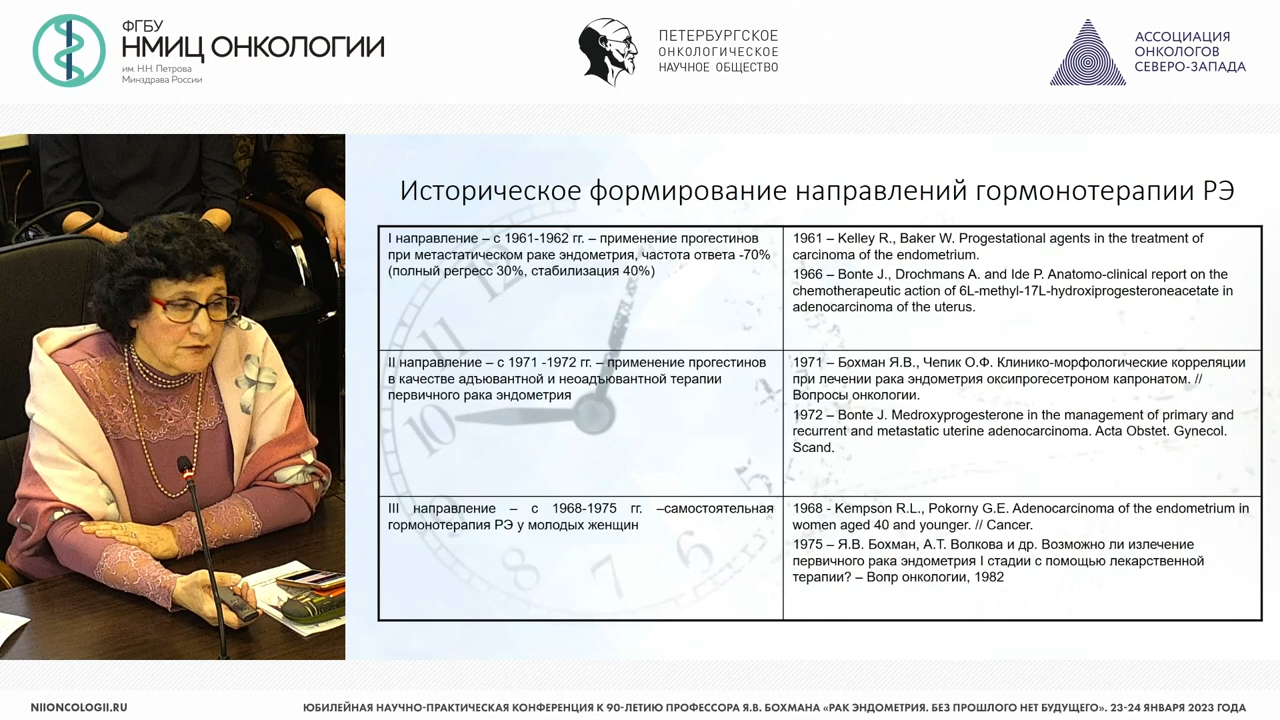 ФГБУ
НМИЦ ОНКОЛОГИИ
им. Н.Н. Петрова
Минздрава России
ПЕТЕРБУРГСКОЕ
ОНКОЛОГИЧЕСКОЕ
НАУЧНОЕ ОБЩЕСТВО
АССОЦИАЦИЯ
ОНКОЛОГОВ
СЕВЕРО-ЗАПАДА
Историческое формирование направлений гормонотерапии РЭ
I направление – с 1961-1962 гг. – применение прогестинов
при метастатическом раке эндометрия, частота ответа -70%
(полный регресс 30%, стабилизация 40%)
1961 – Kelley R., Baker W. Progestational agents in the treatment of
carcinoma of the endometrium.
1966 – Bonte J., Drochmans A. and Ide P. Anatomo-clinical report on the
chemotherapeutic action of 6L-methyl-17L-hydroxiprogesteroneacetate in
adenocarcinoma of the uterus.
II направление – с 1971 -1972 гг. – применение прогестинов
в качестве адъювантной и неоадъювантной терапии
первичного рака эндометрия
1971 – Бохман Я.В., Чепик О.Ф. Клинико-морфологические корреляции
при лечении рака эндометрия оксипрогесетроном капронатом. //
Вопросы онкологии.
1972 – Bonte J. Medroxyprogesterone in the management of primary and
recurrent and metastatic uterine adenocarcinoma. Acta Obstet. Gynecol.
Scand.
III направление – с 1968-1975 гг. –самостоятельная
гормонотерапия РЭ у молодых женщин
1968 - Kempson R.L., Pokorny G.E. Adenocarcinoma of the endometrium in
women aged 40 and younger. // Cancer.
1975 – Я.В. Бохман, А.Т. Волкова и др. Возможно ли излечение
первичного рака эндометрия I стадии с помощью лекарственной
терапии? – Вопр онкологии, 1982
12
11
10
8
7
6
5
4
NIIONCOLOGII.RU
ЮБИЛЕЙНАЯ НАУЧНО-ПРАКТИЧЕСКАЯ КОНФЕРЕНЦИЯ К 90-ЛЕТИЮ ПРОФЕССОРА Я.В. БОХМАНА «РАК ЭНДОМЕТРИЯ. БЕЗ ПРОШЛОГО НЕТ БУДУЩЕГО». 23-24 ЯНВАРЯ 2023 ГОДА